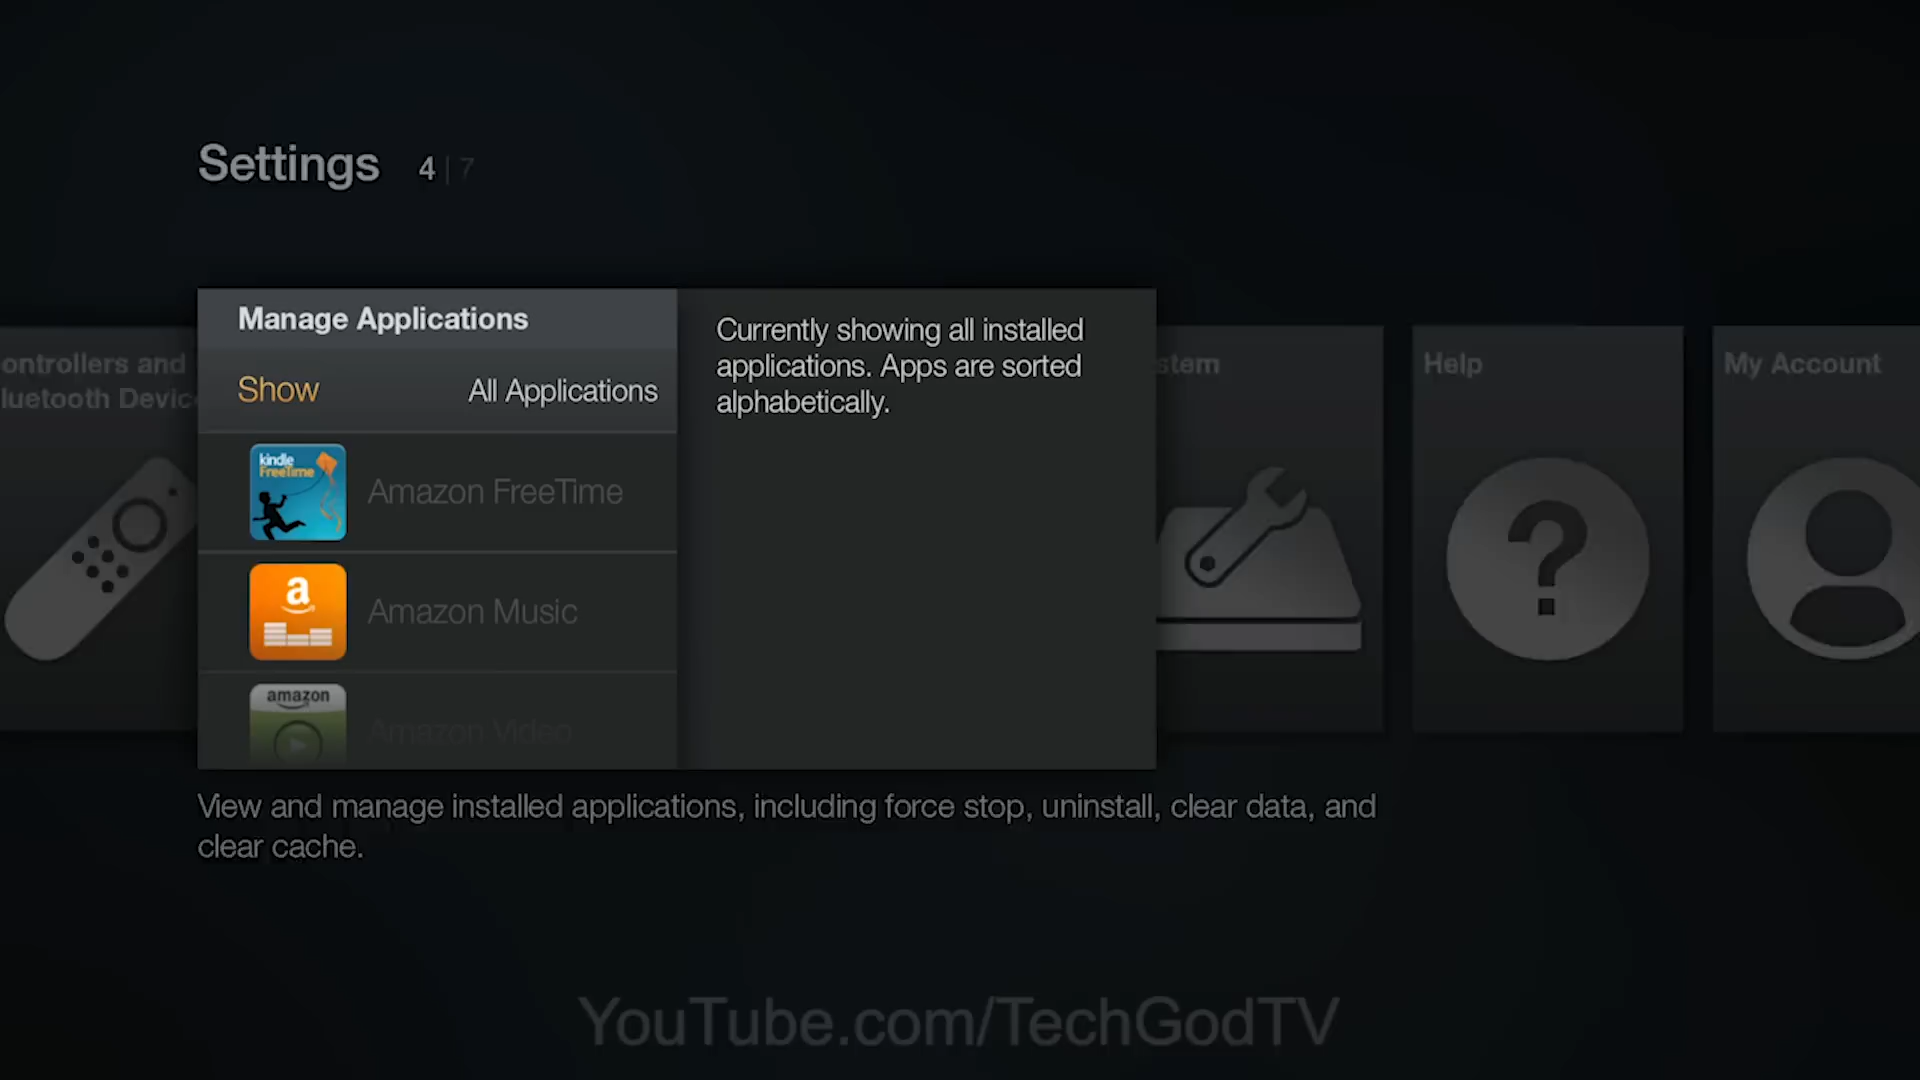 Settings 4 | 7
Manage Applications
Show All Applications
kindle
FreeTime
Amazon FreeTime
a
Amazon Music
amazon
Amazon Video
Currently showing all installed
applications. Apps are sorted
alphabetically.
ontrollers and
luetooth Devic
stem
Help
?
My Account
View and manage installed applications, including force stop, uninstall, clear data, and
clear cache.
YouTube.com/TechGodTV